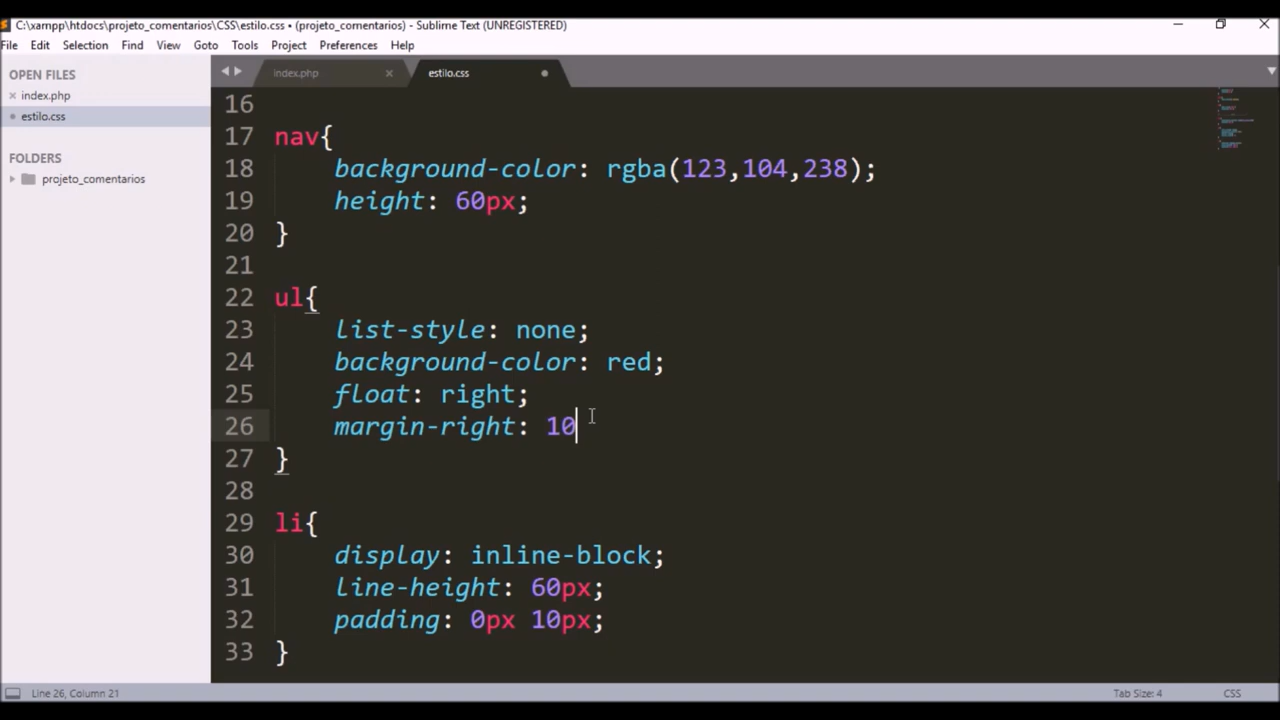 C:\xampp\htdocs\projeto_comentarios\CSS\estilo.css • (projeto_comentarios) - Sublime Text (UNREGISTERED)
File Edit Selection Find View Goto Tools Project Preferences Help
OPEN FILES
index.php
estilo.css
FOLDERS
projeto_comentarios
index.php estilo.css
16
17 nav{
18 background-color: rgba(123,104,238);
19 height: 60px;
20 }
21
22 ul{
23 list-style: none;
24 background-color: red;
25 float: right;
26 margin-right: 10
27 }
28
29 li{
30 display: inline-block;
31 line-height: 60px;
32 padding: 0px 10px;
33 }
Line 26, Column 21 Tab Size: 4 CSS